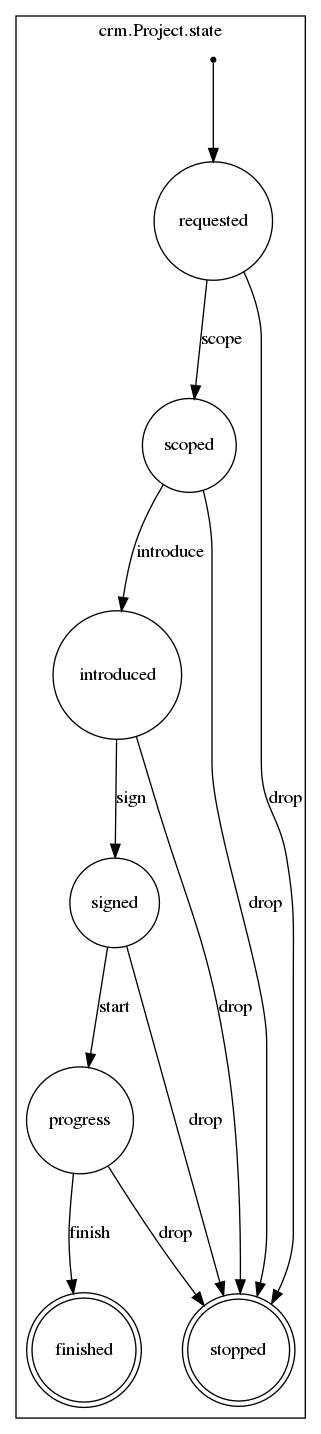 crm.Project.state
requested
scope
scoped
introduce
introduced
sign
drop
signed
drop
start
drop
progress
drop
finish
drop
finished
stopped